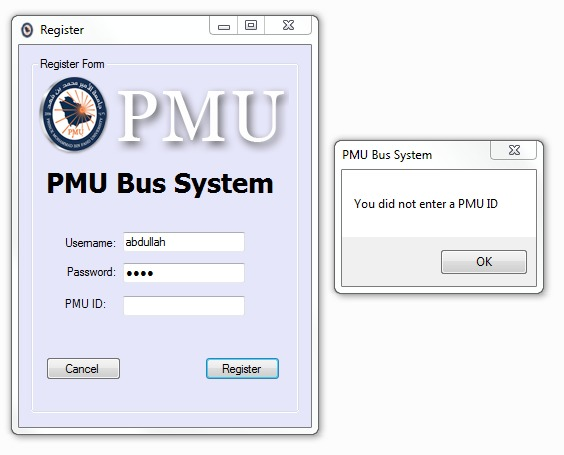 Register
Register Form
PMU
PMU
PMU Bus System
Username: abdullah
Password: ••••
PMU ID:
Cancel
Register
PMU Bus System
You did not enter a PMU ID
OK